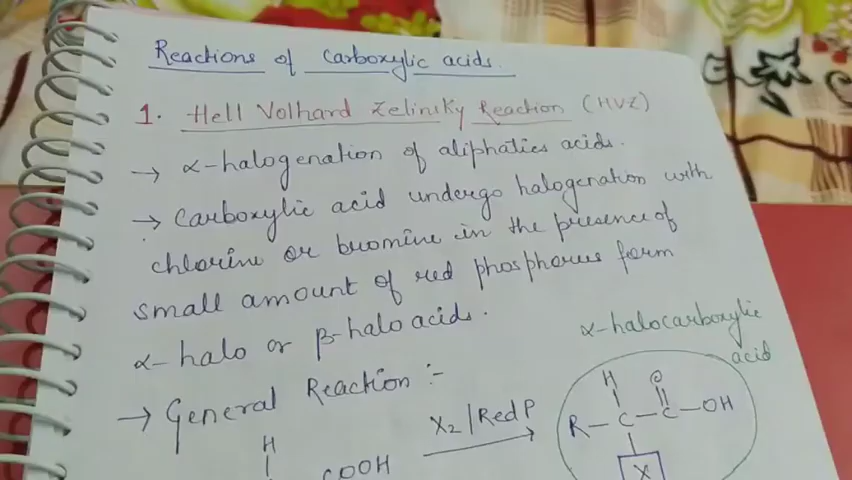 Reactions of Carboxylic acids.
1. Hell Volhard Zelinsky Reaction (HVZ)
→ α-halogenation of aliphatics acids.
→ Carboxylic acid undergo halogenation with
chlorine or bromine in the presence of
small amount of red phosphorus form
α-halo or β-halo acids.
α-halocarboxylic
acid
→ General Reaction :-
H
COOH
X₂/Red P
H O
R-C-C-OH
X